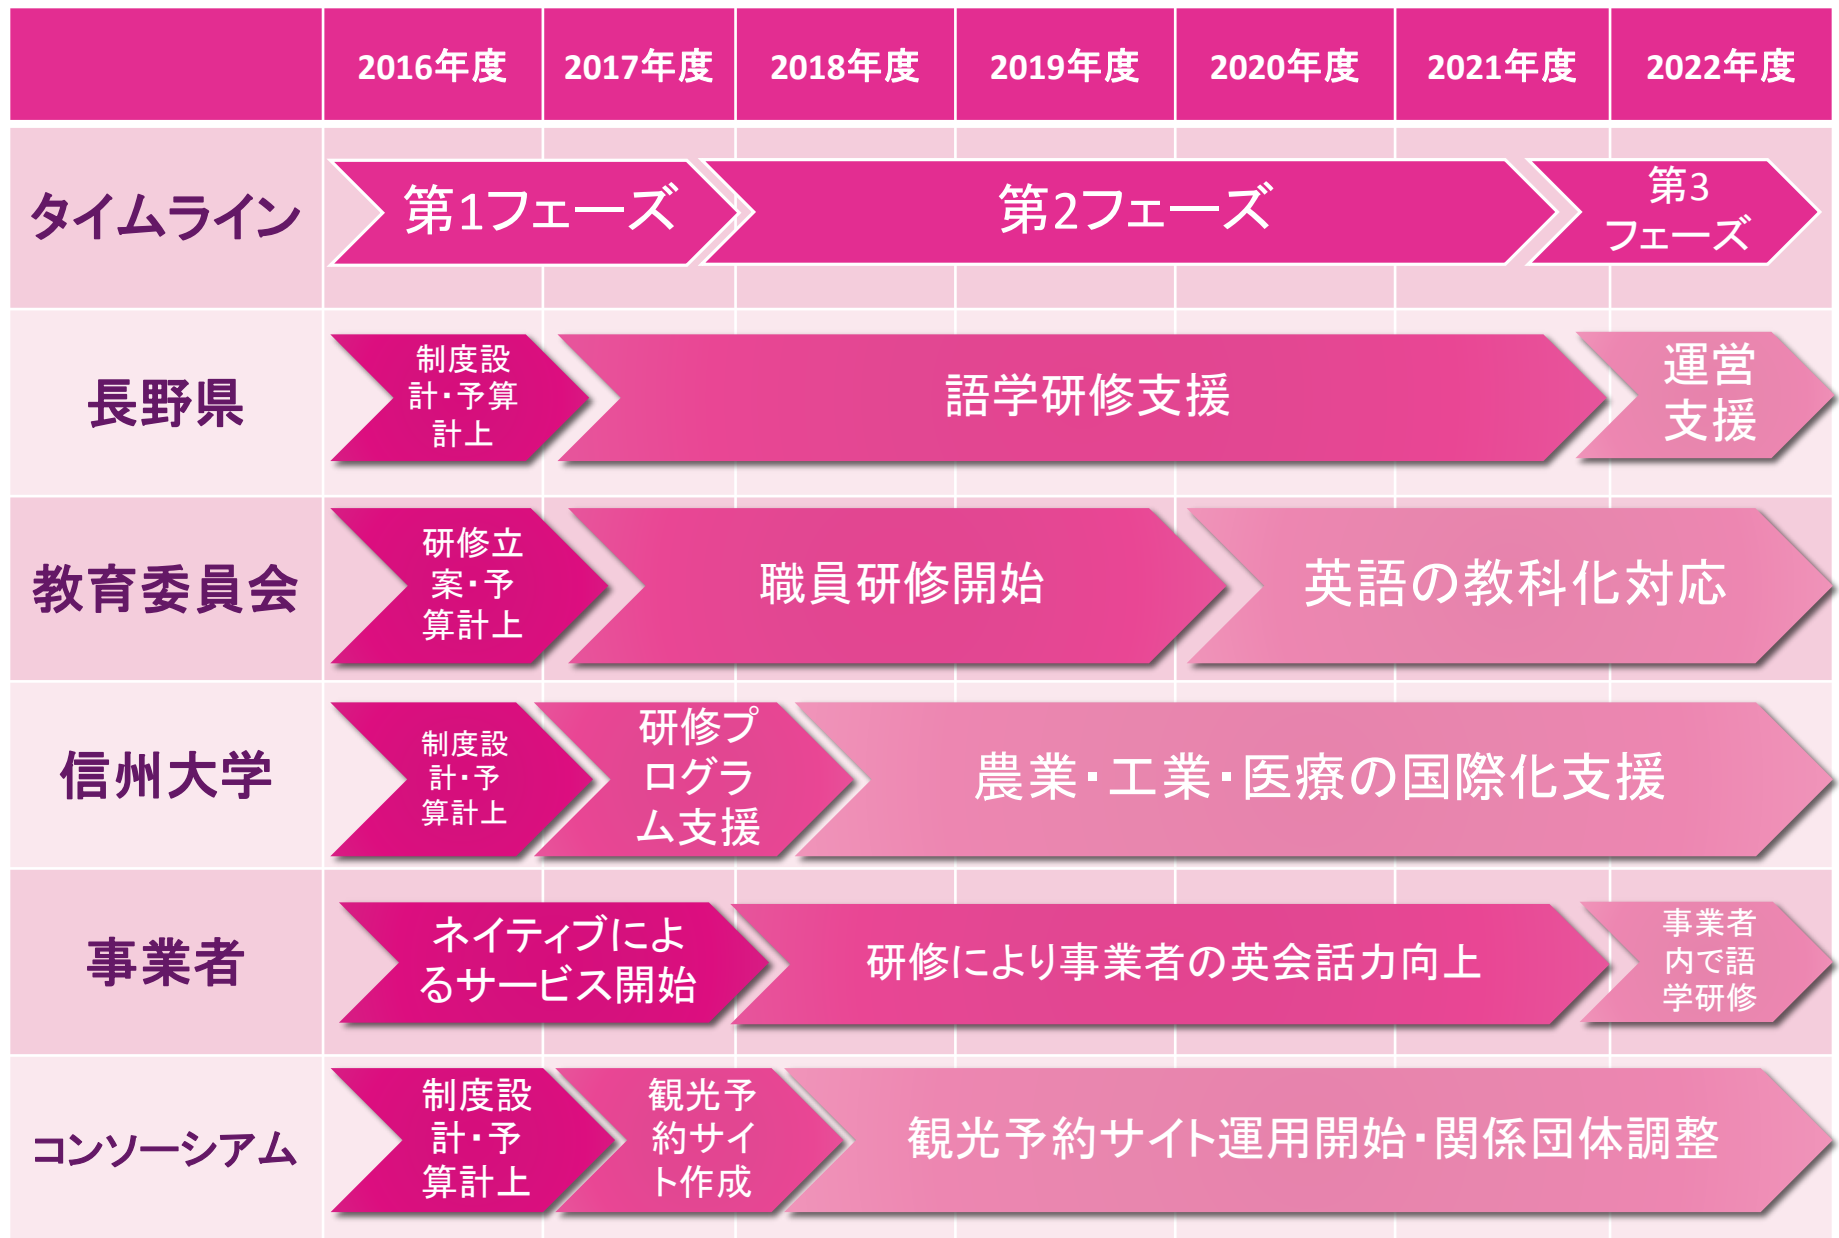 2016年度 2017年度 2018年度 2019年度 2020年度 2021年度 2022年度
タイムライン
第1フェーズ
第2フェーズ
第3
フェーズ
長野県
制度設
計・予算
計上
語学研修支援
運営
支援
教育委員会
研修立
案・予
算計上
職員研修開始
英語の教科化対応
信州大学
制度設
計・予
算計上
研修プ
ログラ
ム支援
農業・工業・医療の国際化支援
事業者
ネイティブによ
るサービス開始
研修により事業者の英会話力向上
事業者
内で語
学研修
コンソーシアム
制度設
計・予
算計上
観光予
約サイ
ト作成
観光予約サイト運用開始・関係団体調整